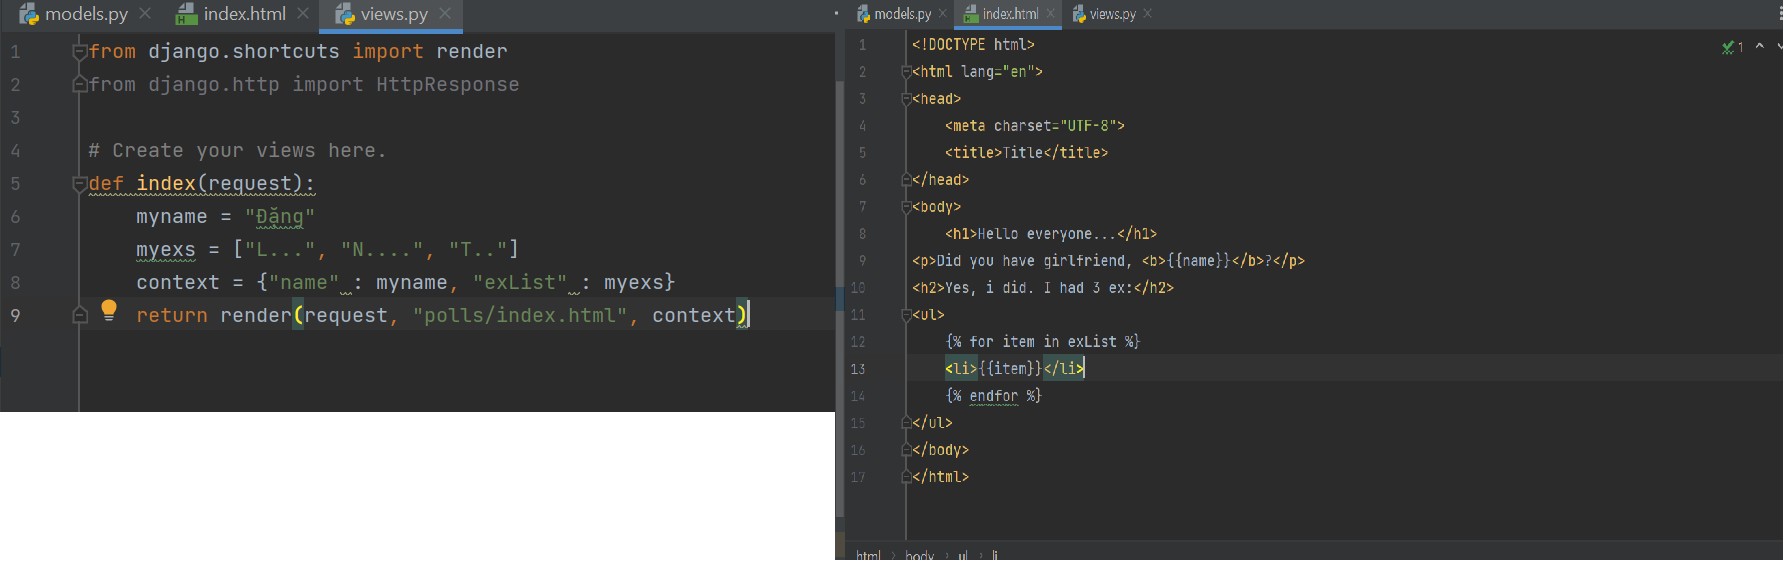 models.py index.html views.py
1 from django.shortcuts import render
2 from django.http import HttpResponse
3
4 # Create your views here.
5 def index(request):
6 myname = "Đặng"
7 myexs = ["L...", "N....", "T.."]
8 context = {"name" : myname, "exList" : myexs}
9 return render(request, "polls/index.html", context)
models.py index.html views.py
1 <!DOCTYPE html>
2 <html lang="en">
3 <head>
4 <meta charset="UTF-8">
5 <title>Title</title>
6 </head>
7 <body>
8 <h1>Hello everyone...</h1>
9 <p>Did you have girlfriend, <b>{{name}}</b>?</p>
10 <h2>Yes, i did. I had 3 ex:</h2>
11 <ul>
12 {% for item in exList %}
13 <li>{{item}}</li>
14 {% endfor %}
15 </ul>
16 </body>
17 </html>
1
html body ul li